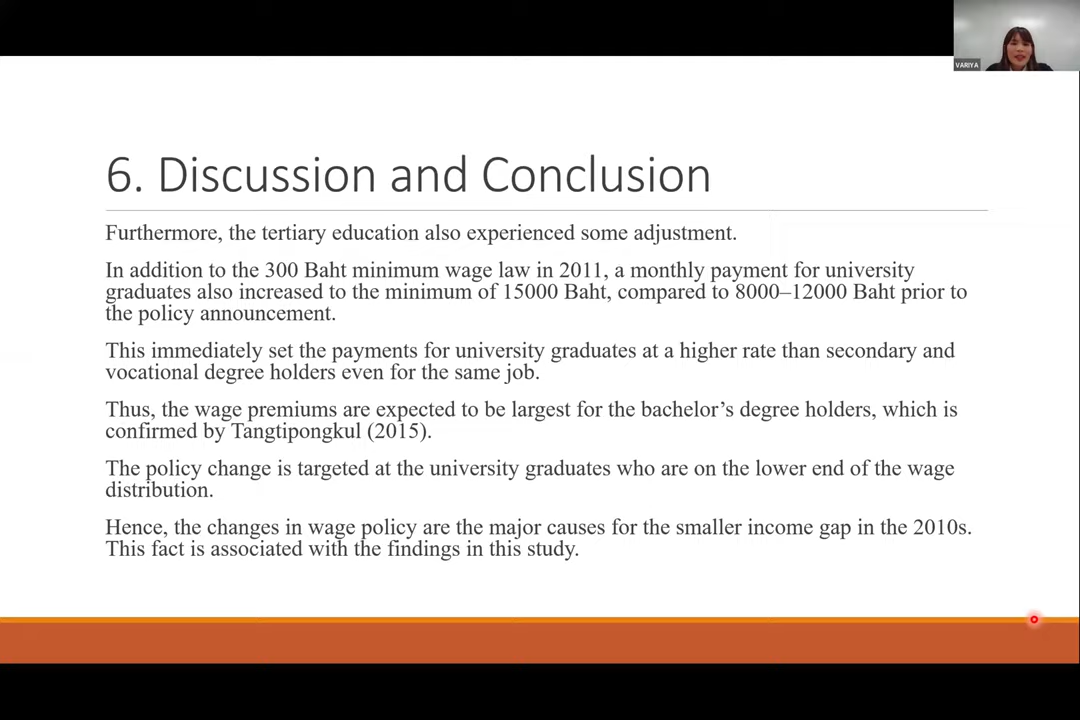 VARIYA
6. Discussion and Conclusion
Furthermore, the tertiary education also experienced some adjustment.
In addition to the 300 Baht minimum wage law in 2011, a monthly payment for university
graduates also increased to the minimum of 15000 Baht, compared to 8000–12000 Baht prior to
the policy announcement.
This immediately set the payments for university graduates at a higher rate than secondary and
vocational degree holders even for the same job.
Thus, the wage premiums are expected to be largest for the bachelor’s degree holders, which is
confirmed by Tangtipongkul (2015).
The policy change is targeted at the university graduates who are on the lower end of the wage
distribution.
Hence, the changes in wage policy are the major causes for the smaller income gap in the 2010s.
This fact is associated with the findings in this study.